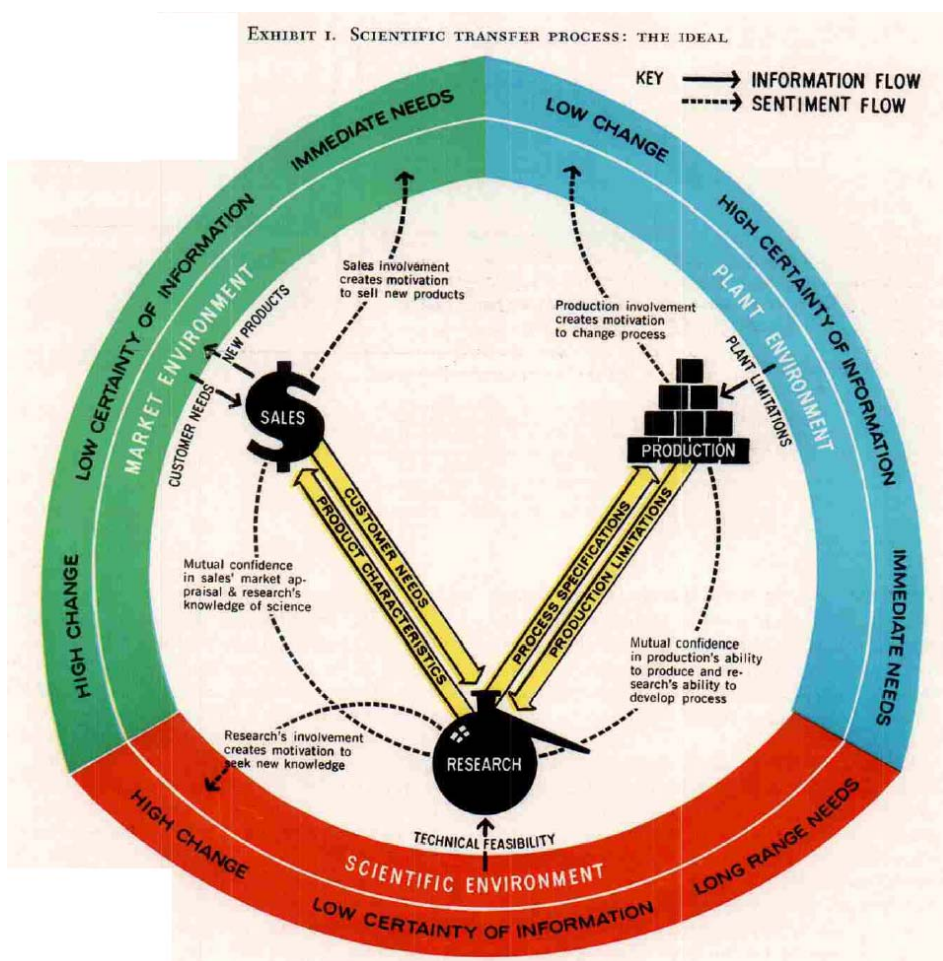 EXHIBIT I. SCIENTIFIC TRANSFER PROCESS: THE IDEAL
KEY
INFORMATION FLOW
SENTIMENT FLOW
IMMEDIATE NEEDS
LOW CERTAINTY OF INFORMATION
HIGH CHANGE
MARKET ENVIRONMENT
LOW CHANGE
HIGH CERTAINTY OF INFORMATION
IMMEDIATE NEEDS
PLANT ENVIRONMENT
Sales involvement
creates motivation
to sell new products
Production involvement
creates motivation
to change process
NEW PRODUCTS
CUSTOMER NEEDS
SALES
PLANT LIMITATIONS
PRODUCTION
CUSTOMER NEEDS
PRODUCT CHARACTERISTICS
PROCESS SPECIFICATIONS
PRODUCTION LIMITATIONS
Mutual confidence
in sales' market ap-
praisal & research's
knowledge of science
Mutual confidence
in production's ability
to produce and re-
search's ability to
develop process
Research's involvement
creates motivation to
seek new knowledge
RESEARCH
TECHNICAL FEASIBILITY
SCIENTIFIC ENVIRONMENT
HIGH CHANGE
LOW CERTAINTY OF INFORMATION
LONG RANGE NEEDS